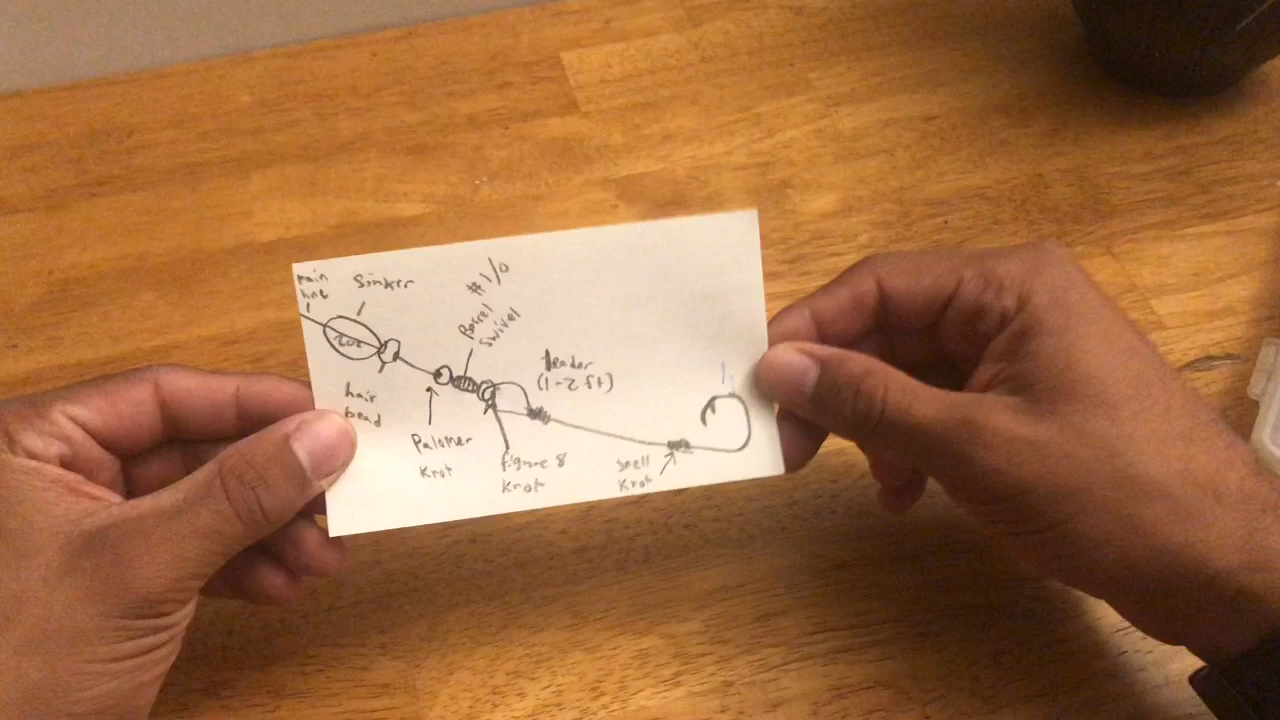 main
line
Sinker
2oz
hair
bead
Palomer
Knot
#1/0
Barrel
swivel
figure 8
Knot
leader
(1-2 ft)
Snell
Knot